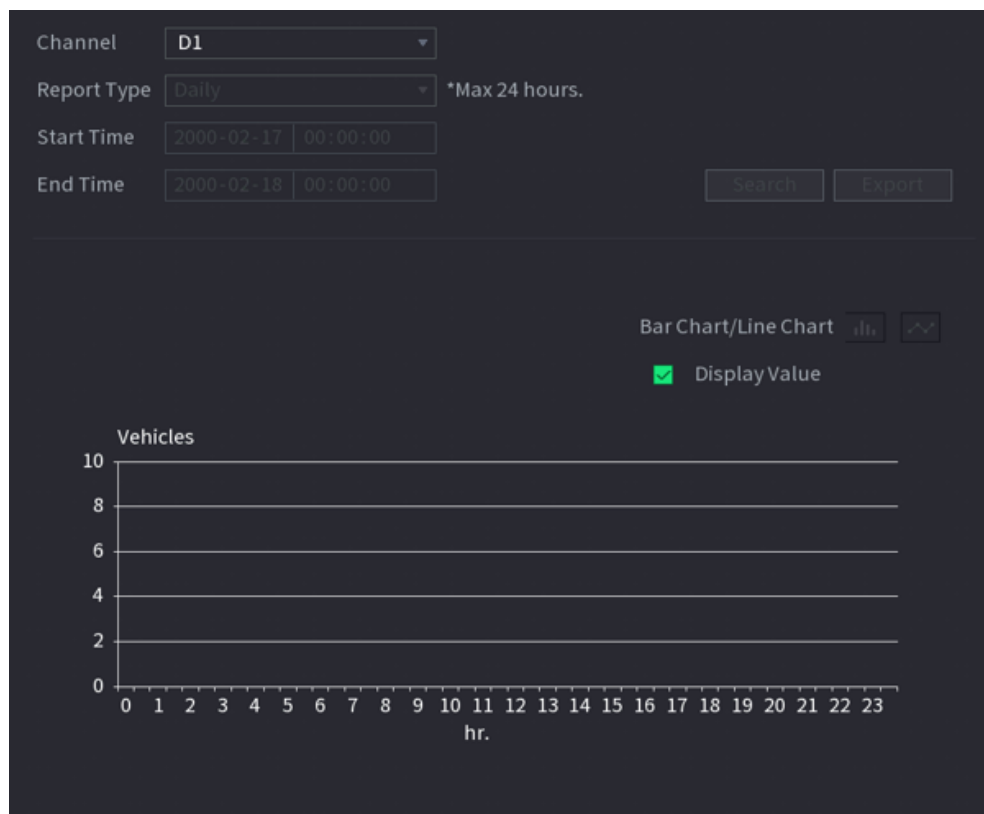 Channel D1
Report Type Daily *Max 24 hours.
Start Time 2000-02-17 00:00:00
End Time 2000-02-18 00:00:00 Search Export
Bar Chart/Line Chart
Display Value
Vehicles
10
8
6
4
2
0
0 1 2 3 4 5 6 7 8 9 10 11 12 13 14 15 16 17 18 19 20 21 22 23
hr.